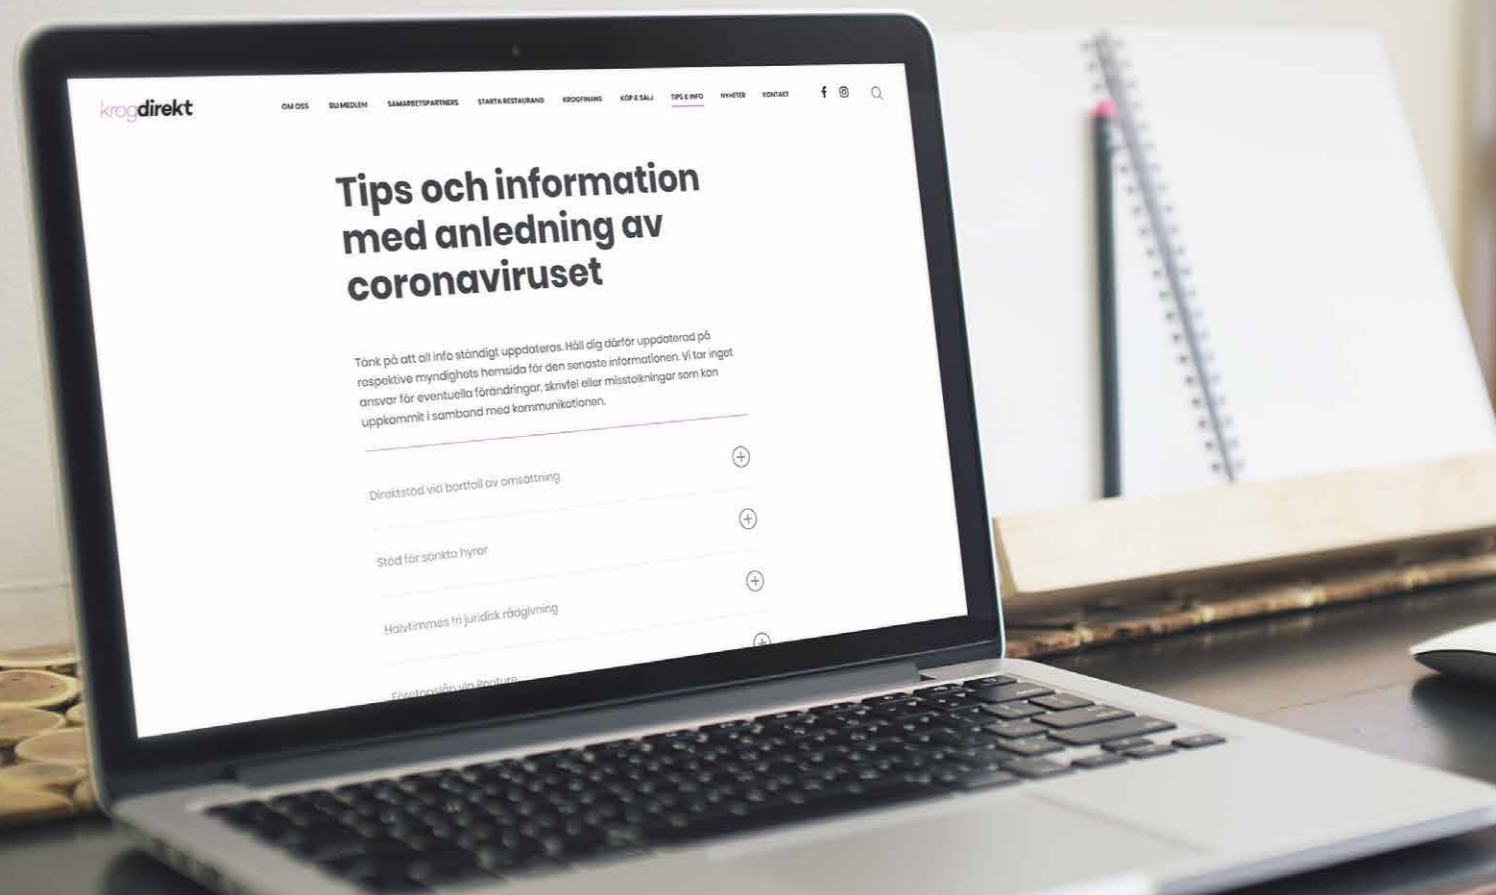 krogdirekt
OM OSS BLI MEDLEM SAMARBETSPARTNERS STARTA RESTAURANG KROGFINANS KÖP & SÄLJ TIPS & INFO NYHETER KONTAKT
Tips och information
med anledning av
coronaviruset
Tänk på att all info ständigt uppdateras. Håll dig därför uppdaterad på
respektive myndighets hemsida för den senaste informationen. Vi tar inget
ansvar för eventuella förändringar, skrivfel eller misstolkningar som kan
uppkommit i samband med kommunikationen.
Direktstöd vid bortfall av omsättning
Stöd för sänkta hyror
Halvtimmes fri juridisk rådgivning
Företagslån via